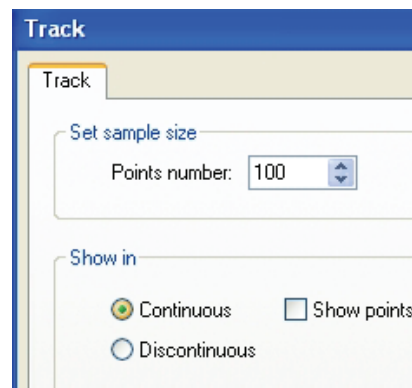 Track
Track
Set sample size
Points number: 100
Show in
Continuous Show points
Discontinuous